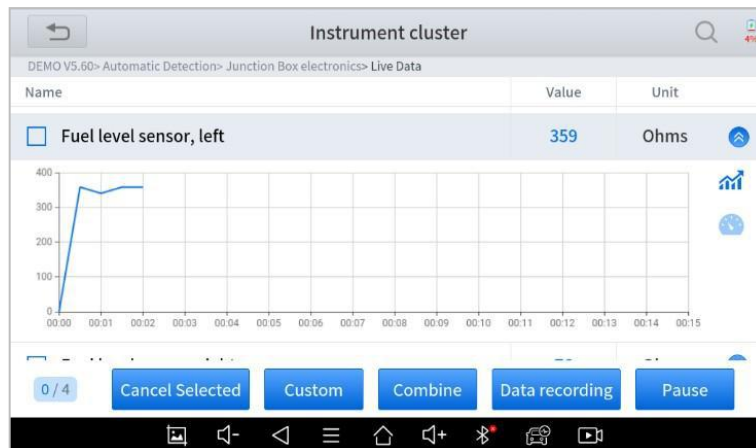 Instrument cluster
4%
DEMO V5.60> Automatic Detection> Junction Box electronics> Live Data
Name Value Unit
Fuel level sensor, left 359 Ohms
400
300
200
100
0
00:00 00:01 00:02 00:03 00:04 00:05 00:06 00:07 00:08 00:09 00:10 00:11 00:12 00:13 00:14 00:15
0 / 4 Cancel Selected Custom Combine Data recording Pause